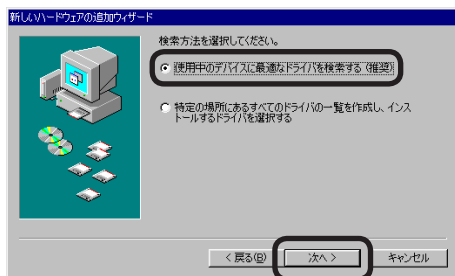 新しいハードウェアの追加ウィザード
検索方法を選択してください。
使用中のデバイスに最適なドライバを検索する (推奨)
特定の場所にあるすべてのドライバの一覧を作成し、インス
トールするドライバを選択する
< 戻る(B)
次へ >
キャンセル